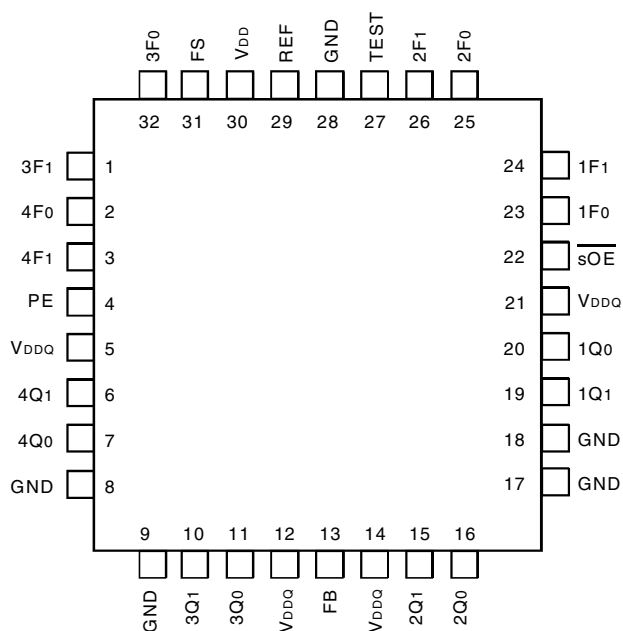 3F0 FS VDD REF GND TEST 2F1 2F0
32 31 30 29 28 27 26 25
3F1 1 24 1F1
4F0 2 23 1F0
4F1 3 22 sOE
PE 4 21 VDDQ
VDDQ 5 20 1Q0
4Q1 6 19 1Q1
4Q0 7 18 GND
GND 8 17 GND
9 10 11 12 13 14 15 16
GND 3Q1 3Q0 VDDQ FB VDDQ 2Q1 2Q0